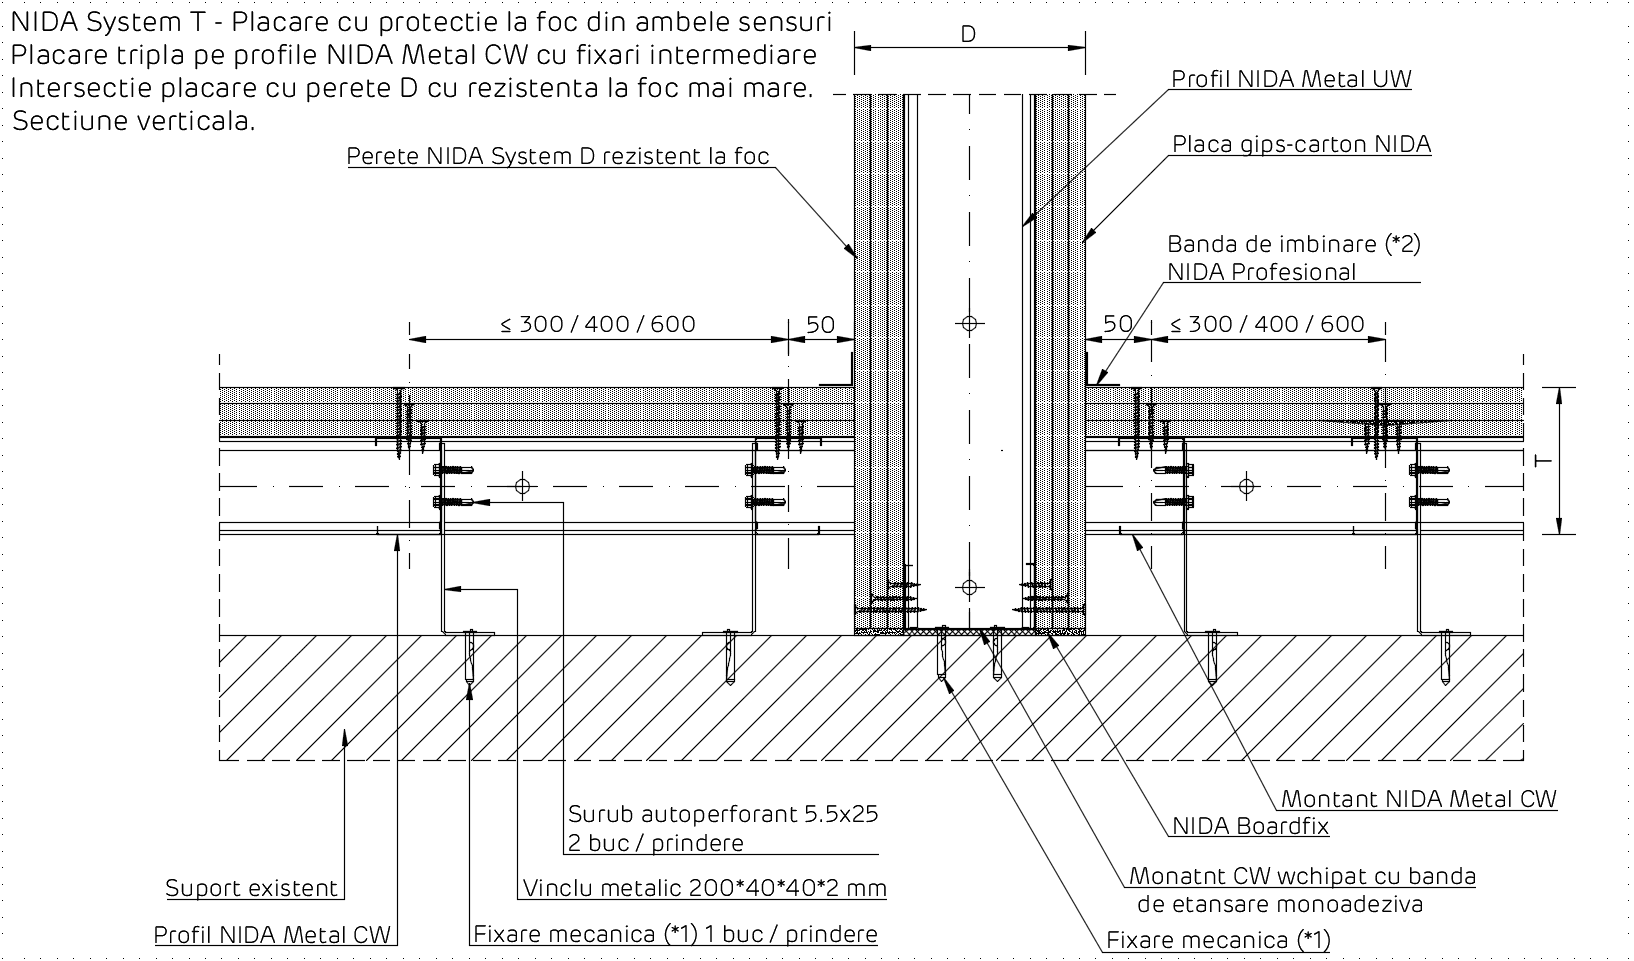 NIDA System T - Placare cu protectie la foc din ambele sensuri
Placare tripla pe profile NIDA Metal CW cu fixari intermediare
Intersectie placare cu perete D cu rezistenta la foc mai mare.
Sectiune verticala.
D
Profil NIDA Metal UW
Placa gips-carton NIDA
Perete NIDA System D rezistent la foc
Banda de imbinare (*2)
NIDA Profesional
≤ 300 / 400 / 600
50
50
≤ 300 / 400 / 600
T
Surub autoperforant 5.5x25
2 buc / prindere
Montant NIDA Metal CW
NIDA Boardfix
Suport existent
Vinclu metalic 200*40*40*2 mm
Monatnt CW wchipat cu banda
de etansare monoadeziva
Profil NIDA Metal CW
Fixare mecanica (*1) 1 buc / prindere
Fixare mecanica (*1)